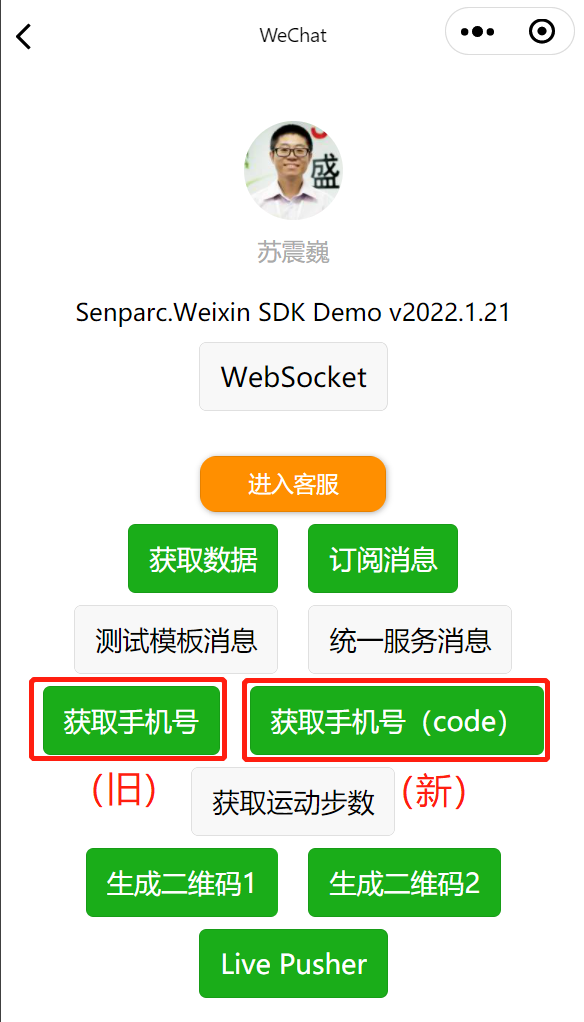 WeChat
盛
苏震巍
Senparc.Weixin SDK Demo v2022.1.21
WebSocket
进入客服
获取数据 订阅消息
测试模板消息 统一服务消息
获取手机号 获取手机号（code）
（旧） 获取运动步数 （新）
生成二维码1 生成二维码2
Live Pusher